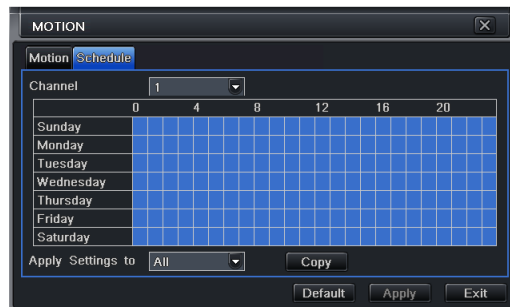 MOTION
Motion Schedule
Channel 1
0 4 8 12 16 20
Sunday
Monday
Tuesday
Wednesday
Thursday
Friday
Saturday
Apply Settings to All Copy
Default Apply Exit